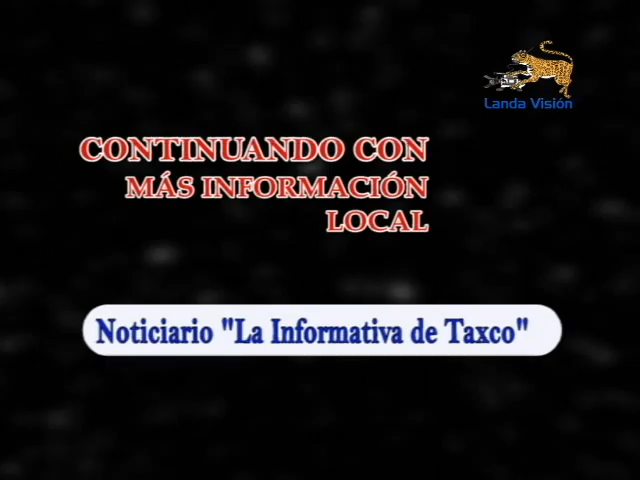 Landa Visión
CONTINUANDO CON
MÁS INFORMACIÓN
LOCAL
Noticiario "La Informativa de Taxco"